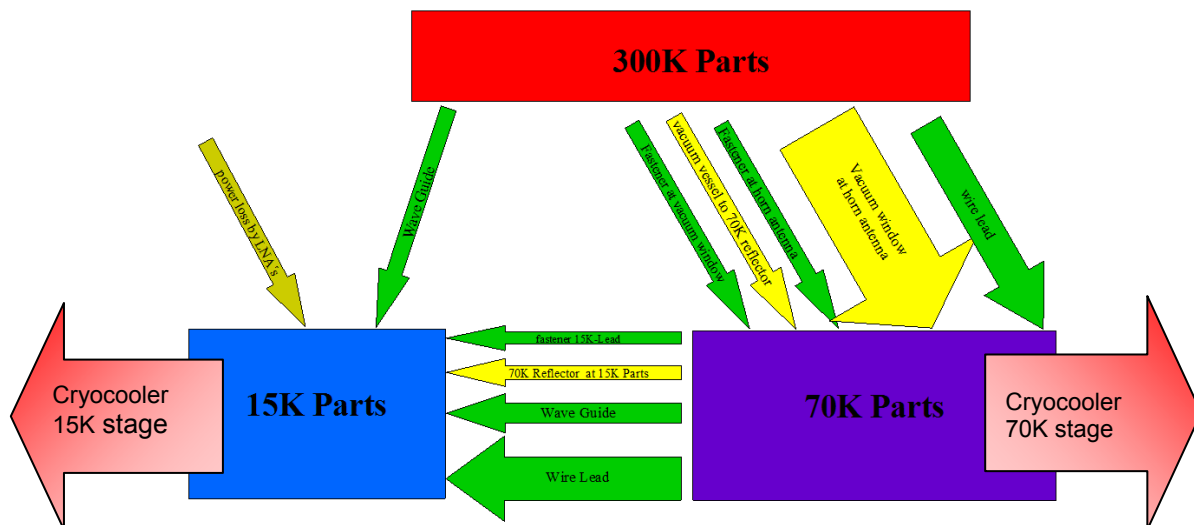 300K Parts
power loss by LNA's
Wave Guide
Fastener at vacuum window
vacuum vessel to 70K reflector
Fastener at horn antenna
Vacuum window
at horn antenna
wire lead
Cryocooler
15K stage
15K Parts
fastener 15K-Lead
70K Reflector at 15K Parts
Wave Guide
Wire Lead
70K Parts
Cryocooler
70K stage